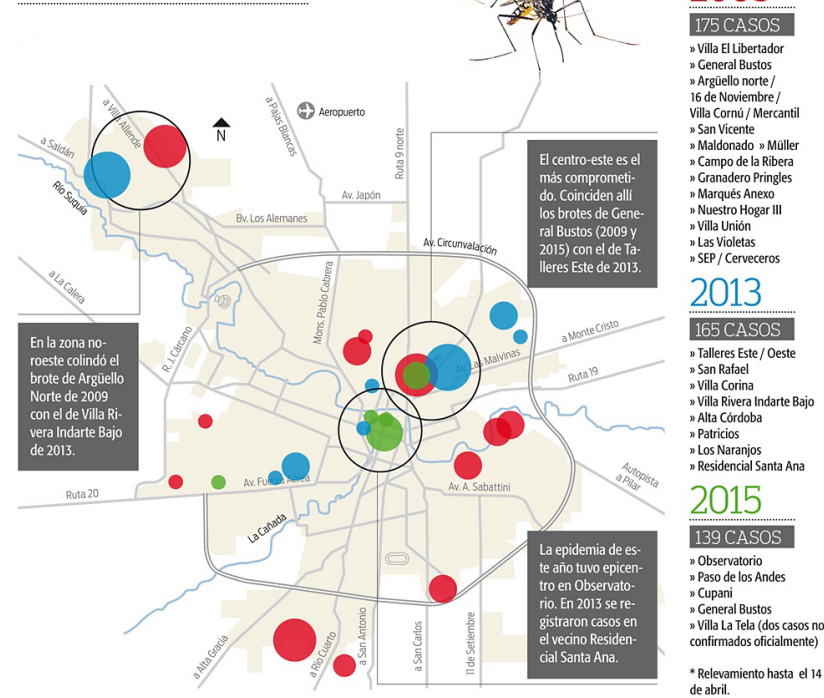 175 CASOS
» Villa El Libertador
» General Bustos
» Argüello norte /
16 de Noviembre /
Villa Cornú / Mercantil
» San Vicente
» Maldonado » Müller
» Campo de la Ribera
» Granadero Pringles
» Marqués Anexo
» Nuestro Hogar III
» Villa Unión
» Las Violetas
» SEP / Cerveceros
2013
165 CASOS
» Talleres Este / Oeste
» San Rafael
» Villa Corina
» Villa Rivera Indarte Bajo
» Alta Córdoba
» Patricios
» Los Naranjos
» Residencial Santa Ana
2015
139 CASOS
» Observatorio
» Paso de los Andes
» Cupani
» General Bustos
» Villa La Tela (dos casos no
confirmados oficialmente)
* Relevamiento hasta el 14
de abril.
a Villa Allende
a Saldán
Río Suquía
N
a Pajas Blancas
Aeropuerto
Ruta 9 norte
Av. Japón
Bv. Los Alemanes
Av. Circunvalación
El centro-este es el
más comprometi-
do. Coinciden allí
los brotes de Gene-
ral Bustos (2009 y
2015) con el de Ta-
lleres Este de 2013.
a La Calera
Mons. Pablo Cabrera
R. J. Cárcano
a Monte Cristo
Av. Las Malvinas
Ruta 19
En la zona no-
roeste colindó el
brote de Argüello
Norte de 2009
con el de Villa Ri-
vera Indarte Bajo
de 2013.
Ruta 20
Av. Fuerza Aérea
Av. A. Sabattini
Autopista
a Pilar
La Cañada
La epidemia de es-
te año tuvo epicen-
tro en Observato-
rio. En 2013 se re-
gistraron casos en
el vecino Residen-
cial Santa Ana.
a Alta Gracia
a Río Cuarto
a San Antonio
a San Carlos
11 de Setiembre